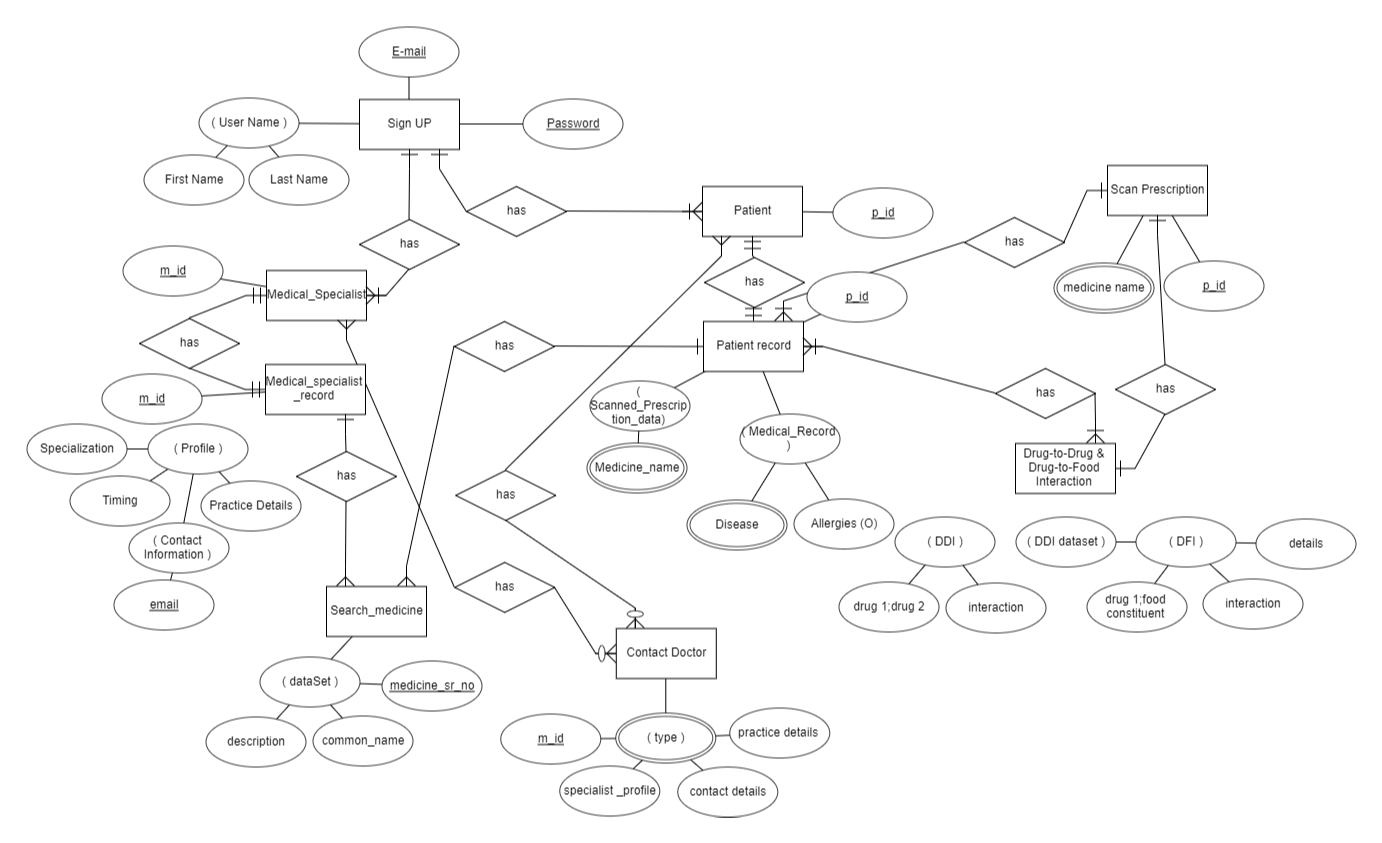 E-mail
( User Name )
Sign UP
Password
First Name
Last Name
has
Patient
p_id
Scan Prescription
has
has
m_id
Medical_Specialist
has
p_id
medicine name
p_id
has
has
Patient record
m_id
Medical_specialist
_record
(
Scanned_Prescrip
tion_data)
has
has
Specialization
( Profile )
( Medical_Record
)
Medicine_name
Drug-to-Drug &
Drug-to-Food
Interaction
Timing
Practice Details
has
has
Disease
Allergies (O)
( Contact
Information )
( DDI )
( DDI dataset )
( DFI )
details
email
Search_medicine
has
drug 1;drug 2
interaction
drug 1;food
constituent
interaction
Contact Doctor
( dataSet )
medicine_sr_no
description
common_name
m_id
( type )
practice details
specialist _profile
contact details